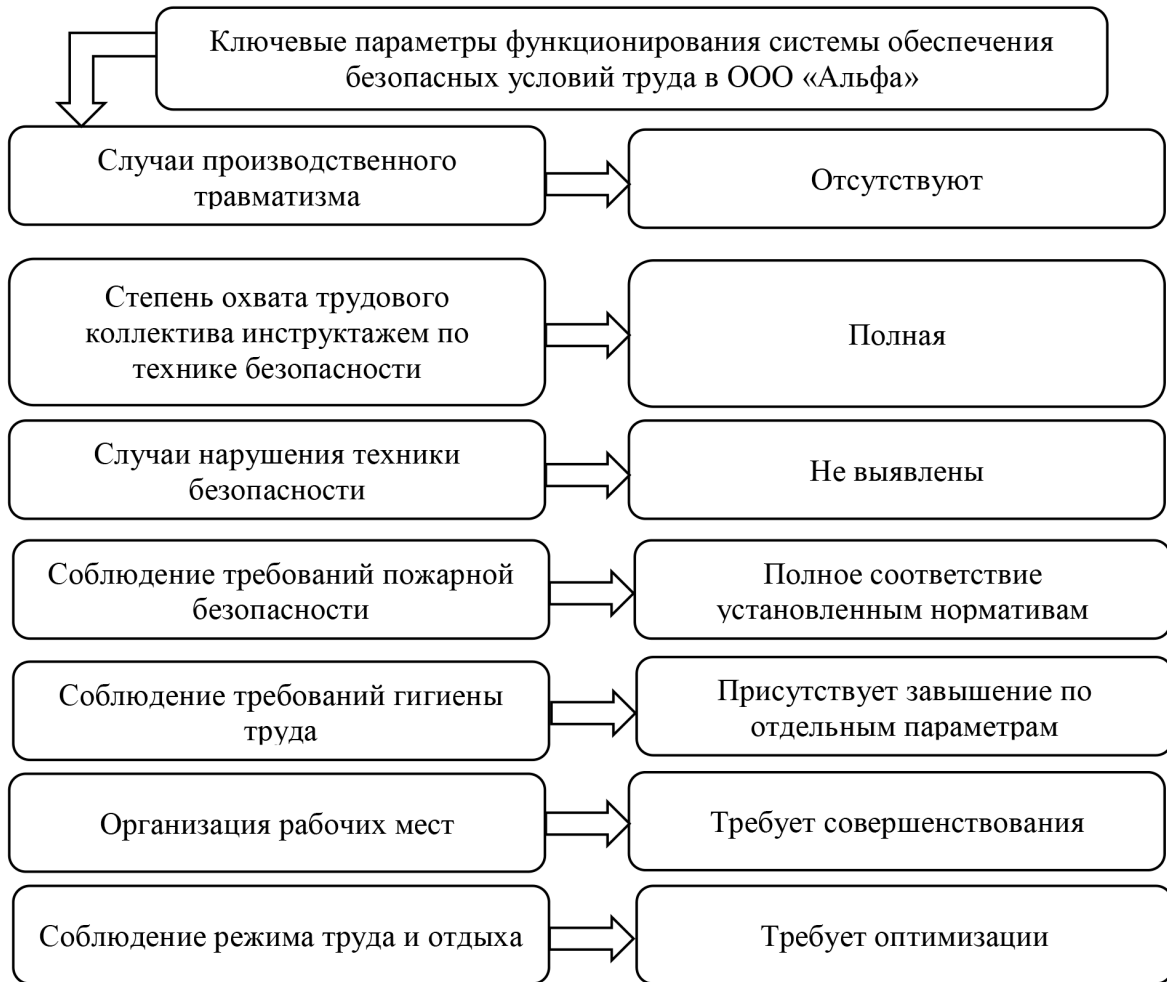 Ключевые параметры функционирования системы обеспечения
безопасных условий труда в ООО «Альфа»
Случаи производственного
травматизма
Отсутствуют
Степень охвата трудового
коллектива инструктажем по
технике безопасности
Полная
Случаи нарушения техники
безопасности
Не выявлены
Соблюдение требований пожарной
безопасности
Полное соответствие
установленным нормативам
Соблюдение требований гигиены
труда
Присутствует завышение по
отдельным параметрам
Организация рабочих мест
Требует совершенствования
Соблюдение режима труда и отдыха
Требует оптимизации